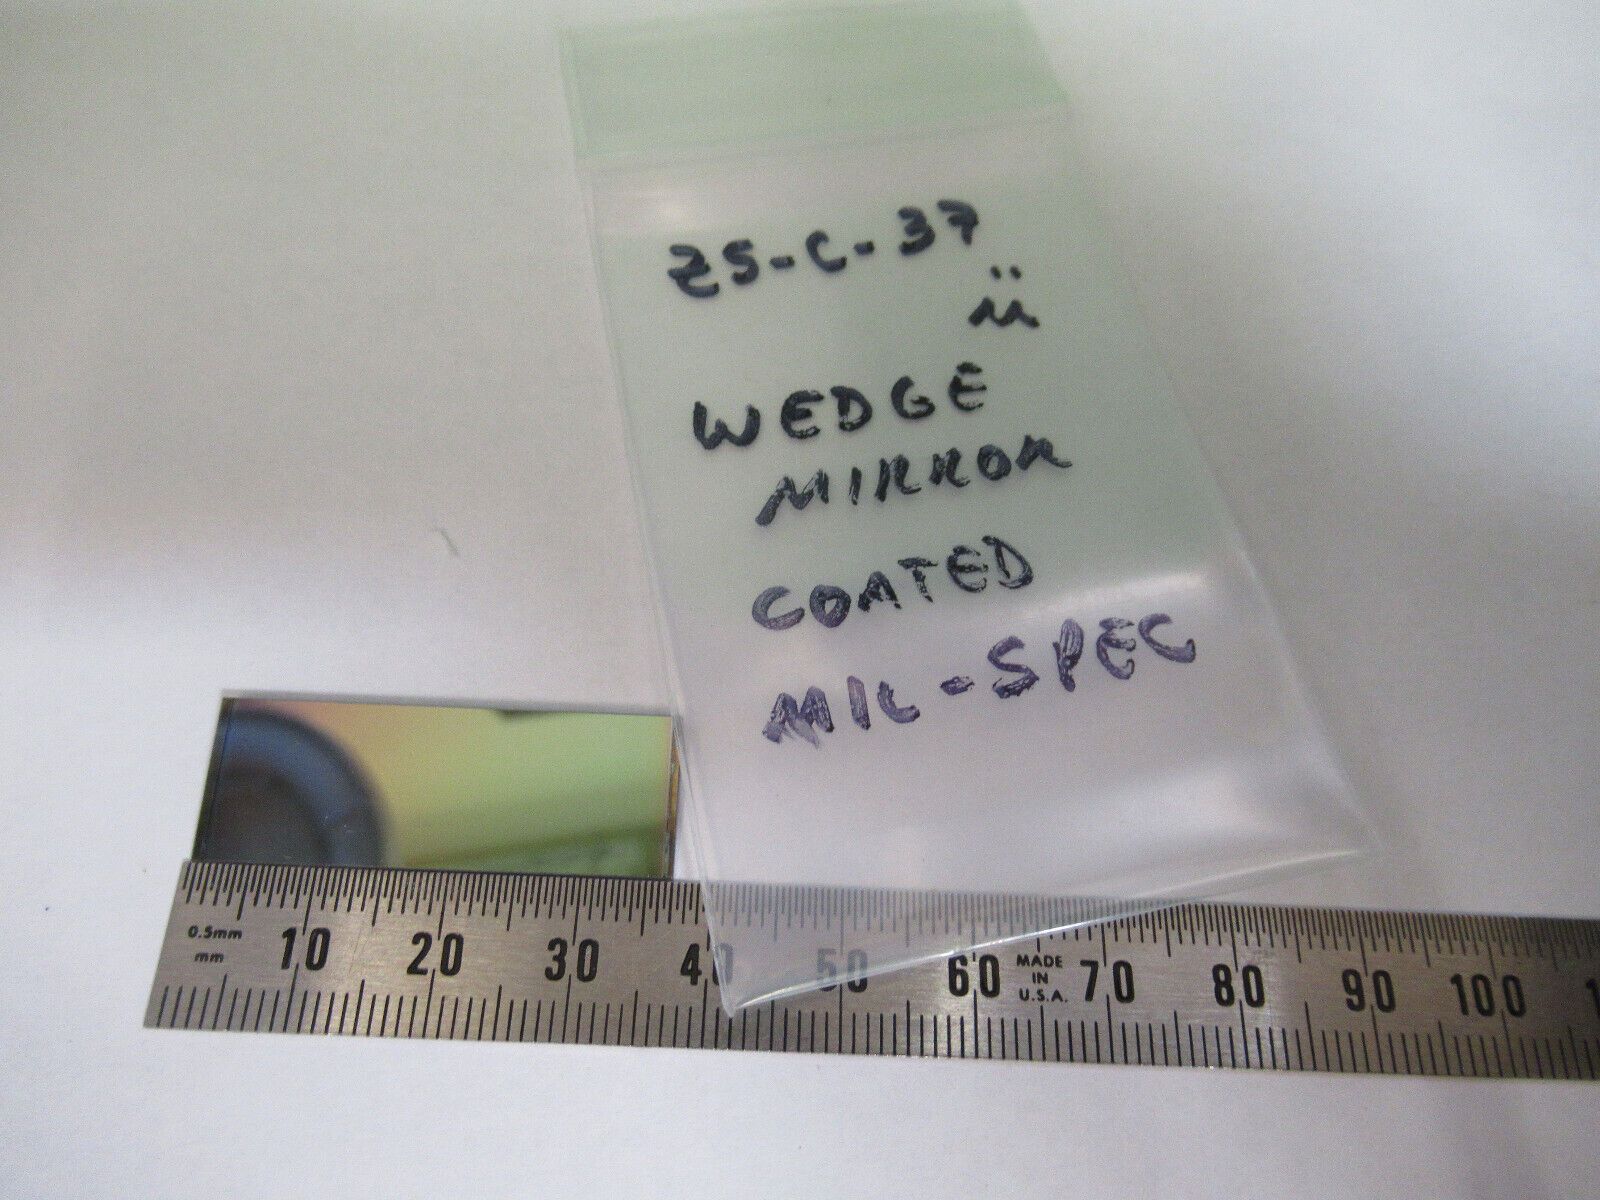 Z5-C-37
ü
WEDGE
MIRROR
COATED
MIL-SPEC
0.5mm
mm
10 20 30 40 50 60 MADE IN U.S.A. 70 80 90 100